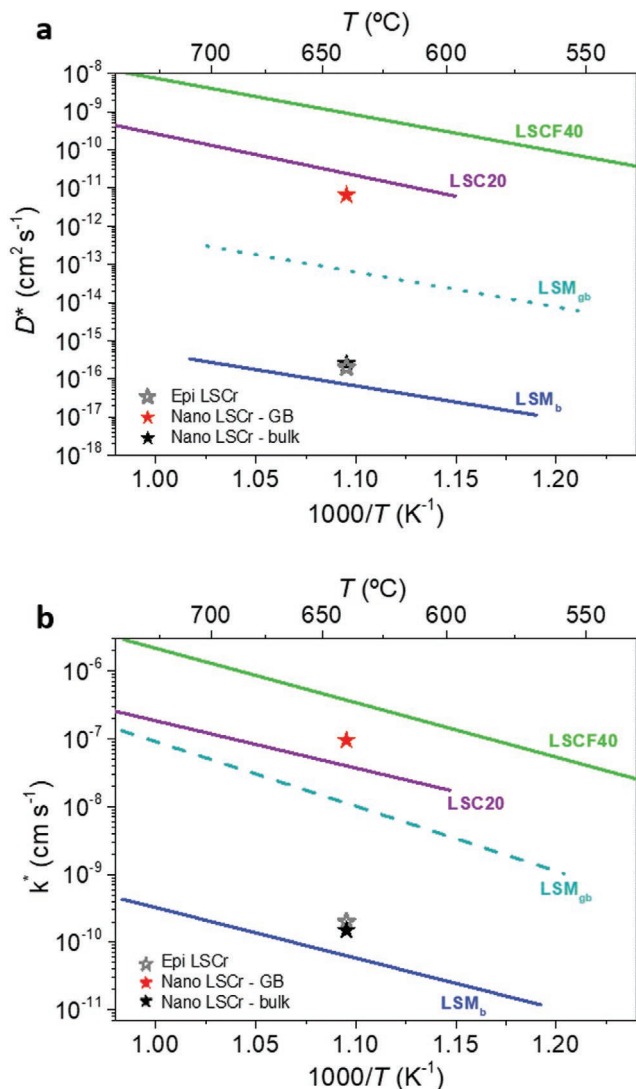 a
T (ºC)
700 650 600 550
10⁻⁸
10⁻⁹
10⁻¹⁰
10⁻¹¹
10⁻¹²
10⁻¹³
10⁻¹⁴
10⁻¹⁵
10⁻¹⁶
10⁻¹⁷
10⁻¹⁸
D* (cm² s⁻¹)
LSCF40
LSC20
LSM_gb
LSM_b
Epi LSCr
Nano LSCr - GB
Nano LSCr - bulk
1.00 1.05 1.10 1.15 1.20
1000/T (K⁻¹)
b
T (ºC)
700 650 600 550
10⁻⁶
10⁻⁷
10⁻⁸
10⁻⁹
10⁻¹⁰
10⁻¹¹
k* (cm s⁻¹)
LSCF40
LSC20
LSM_gb
LSM_b
Epi LSCr
Nano LSCr - GB
Nano LSCr - bulk
1.00 1.05 1.10 1.15 1.20
1000/T (K⁻¹)